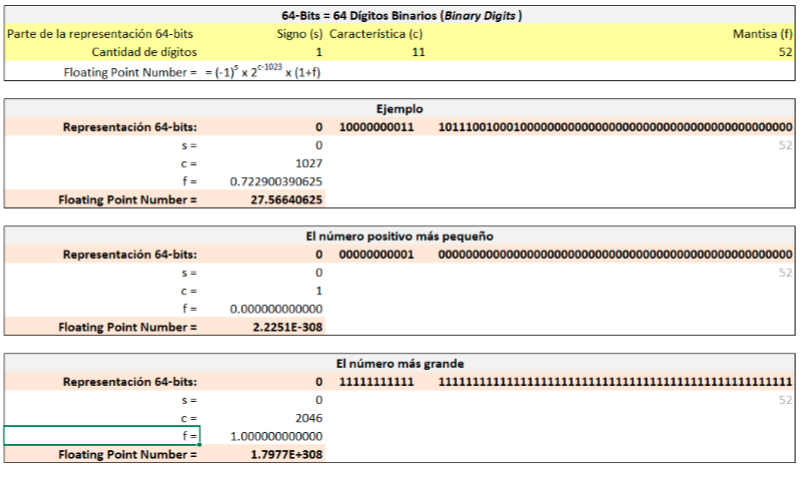 64-Bits = 64 Dígitos Binarios (Binary Digits )
Parte de la representación 64-bits Signo (s) Característica (c) Mantisa (f)
Cantidad de dígitos 1 11 52
Floating Point Number = = (-1)^s x 2^c-1023 x (1+f)
Ejemplo
Representación 64-bits: 0 10000000011 1011100100010000000000000000000000000000000000000000
s = 0 52
c = 1027
f = 0.722900390625
Floating Point Number = 27.56640625
El número positivo más pequeño
Representación 64-bits: 0 00000000001 0000000000000000000000000000000000000000000000000000
s = 0 52
c = 1
f = 0.000000000000
Floating Point Number = 2.2251E-308
El número más grande
Representación 64-bits: 0 11111111111 1111111111111111111111111111111111111111111111111111
s = 0 52
c = 2046
f = 1.000000000000
Floating Point Number = 1.7977E+308